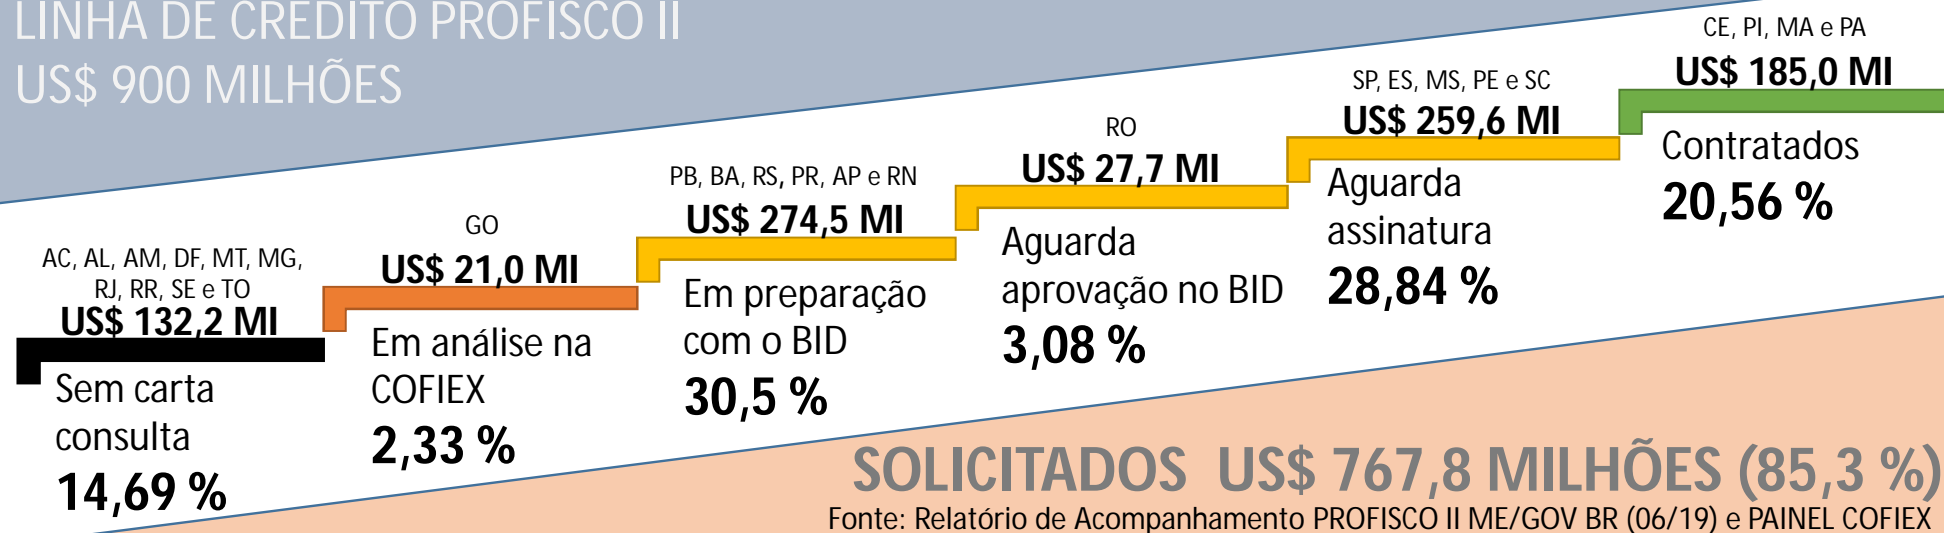 LINHA DE CRÉDITO PROFISCO II
US$ 900 MILHÕES
AC, AL, AM, DF, MT, MG,
RJ, RR, SE e TO
US$ 132,2 MI
Sem carta
consulta
14,69 %
GO
US$ 21,0 MI
Em análise na
COFIEX
2,33 %
PB, BA, RS, PR, AP e RN
US$ 274,5 MI
Em preparação
com o BID
30,5 %
RO
US$ 27,7 MI
Aguarda
aprovação no BID
3,08 %
SP, ES, MS, PE e SC
US$ 259,6 MI
Aguarda
assinatura
28,84 %
CE, PI, MA e PA
US$ 185,0 MI
Contratados
20,56 %
SOLICITADOS US$ 767,8 MILHÕES (85,3 %)
Fonte: Relatório de Acompanhamento PROFISCO II ME/GOV BR (06/19) e PAINEL COFIEX